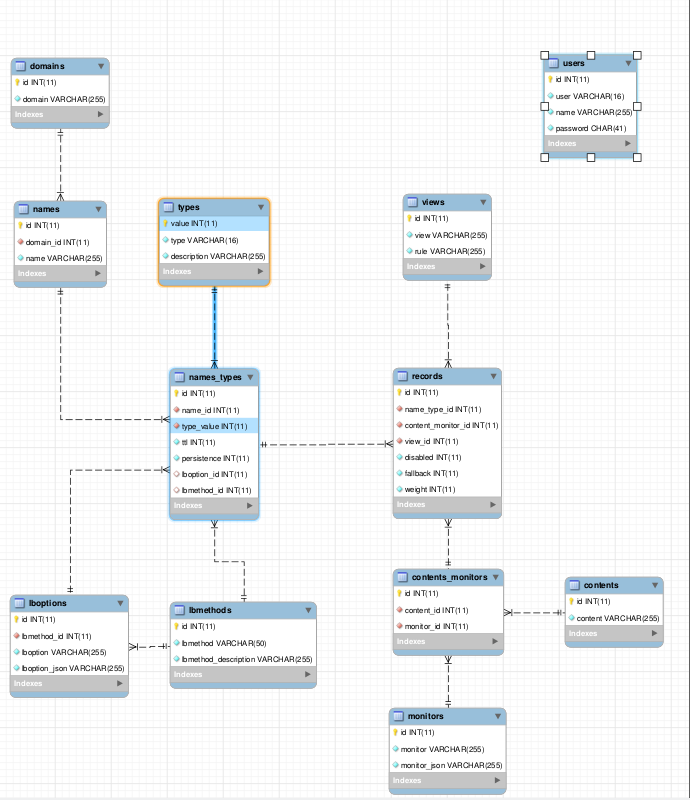 domains
id INT(11)
domain VARCHAR(255)
Indexes
users
id INT(11)
user VARCHAR(16)
name VARCHAR(255)
password CHAR(41)
Indexes
names
id INT(11)
domain_id INT(11)
name VARCHAR(255)
Indexes
types
value INT(11)
type VARCHAR(16)
description VARCHAR(255)
Indexes
views
id INT(11)
view VARCHAR(255)
rule VARCHAR(255)
Indexes
names_types
id INT(11)
name_id INT(11)
type_value INT(11)
ttl INT(11)
persistence INT(11)
lboption_id INT(11)
lbmethod_id INT(11)
Indexes
records
id INT(11)
name_type_id INT(11)
content_monitor_id INT(11)
view_id INT(11)
disabled INT(11)
fallback INT(11)
weight INT(11)
Indexes
lboptions
id INT(11)
lbmethod_id INT(11)
lboption VARCHAR(255)
lboption_json VARCHAR(255)
Indexes
lbmethods
id INT(11)
lbmethod VARCHAR(50)
lbmethod_description VARCHAR(255)
Indexes
contents_monitors
id INT(11)
content_id INT(11)
monitor_id INT(11)
Indexes
contents
id INT(11)
content VARCHAR(255)
Indexes
monitors
id INT(11)
monitor VARCHAR(255)
monitor_json VARCHAR(255)
Indexes